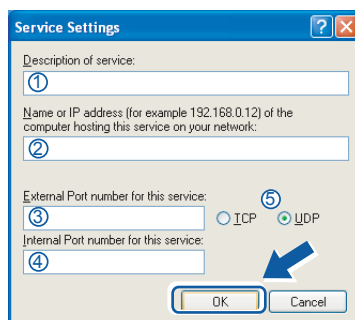 Service Settings
Description of service:
①
Name or IP address (for example 192.168.0.12) of the
computer hosting this service on your network:
②
External Port number for this service:
⑤
③
TCP
UDP
Internal Port number for this service:
④
OK
Cancel